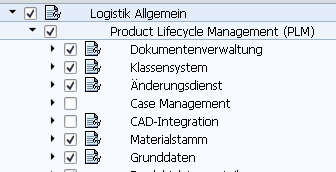 Logistik Allgemein
Product Lifecycle Management (PLM)
Dokumentenverwaltung
Klassensystem
Änderungsdienst
Case Management
CAD-Integration
Materialstamm
Grunddaten